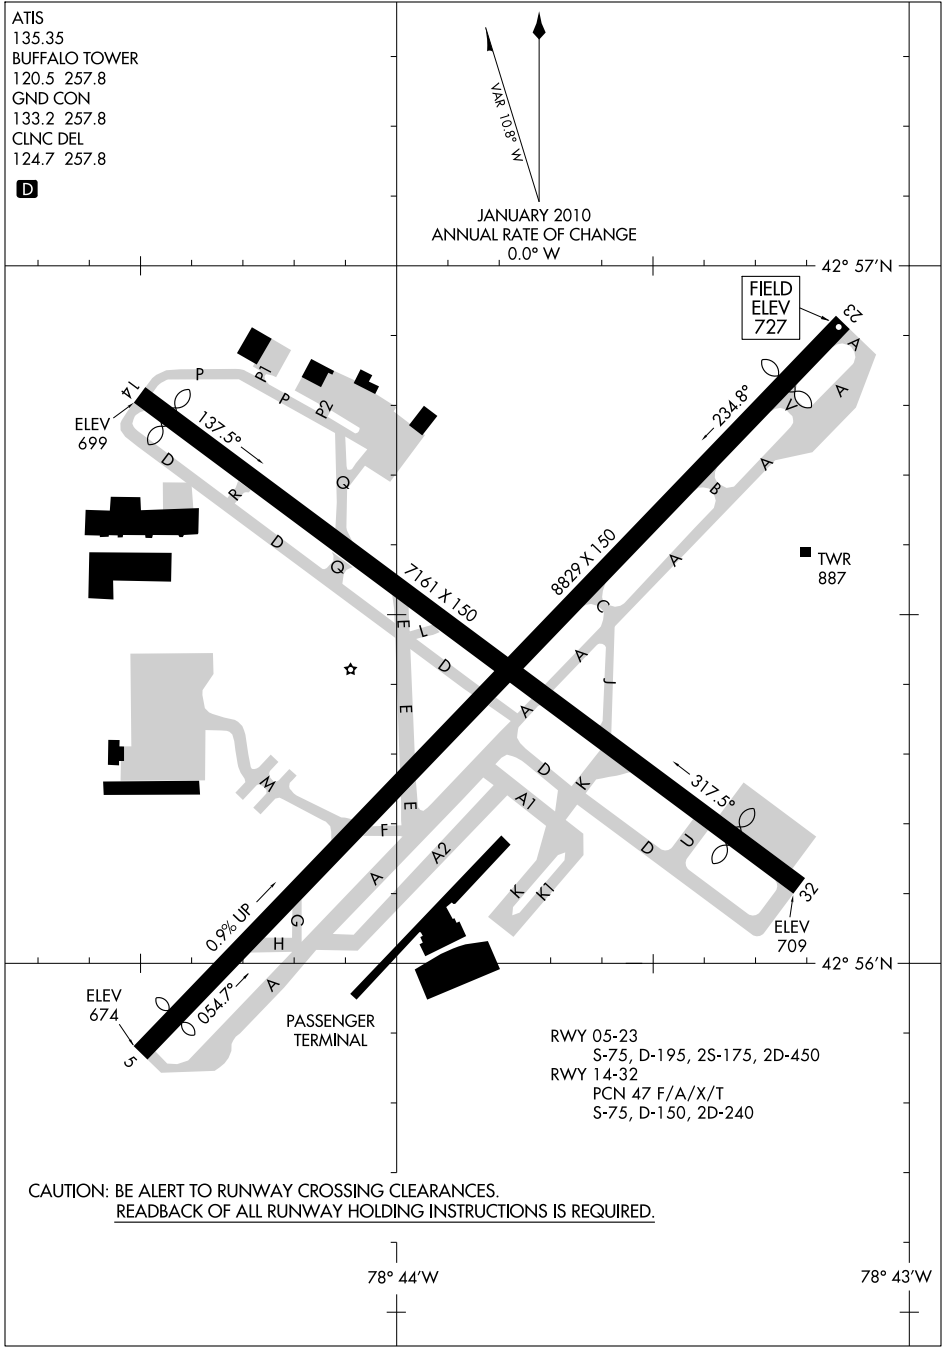 ATIS
135.35
BUFFALO TOWER
120.5 257.8
GND CON
133.2 257.8
CLNC DEL
124.7 257.8
D
VAR 10.8° W
JANUARY 2010
ANNUAL RATE OF CHANGE
0.0° W
42° 57'N
FIELD
ELEV
727
23
A
A
V
234.8°
A
B
A
P
P1
P
P2
14
ELEV
699
137.5°
D
R
Q
D
Q
7161 X 150
8829 X 150
TWR
887
C
E
L
D
A
J
E
A
D
K
A1
317.5°
M
E
F
A2
A
D
U
K
K1
32
ELEV
709
0.9% UP
G
H
A
42° 56'N
054.7°
ELEV
674
5
PASSENGER
TERMINAL
RWY 05-23
S-75, D-195, 2S-175, 2D-450
RWY 14-32
PCN 47 F/A/X/T
S-75, D-150, 2D-240
CAUTION: BE ALERT TO RUNWAY CROSSING CLEARANCES.
READBACK OF ALL RUNWAY HOLDING INSTRUCTIONS IS REQUIRED.
78° 44'W
78° 43'W